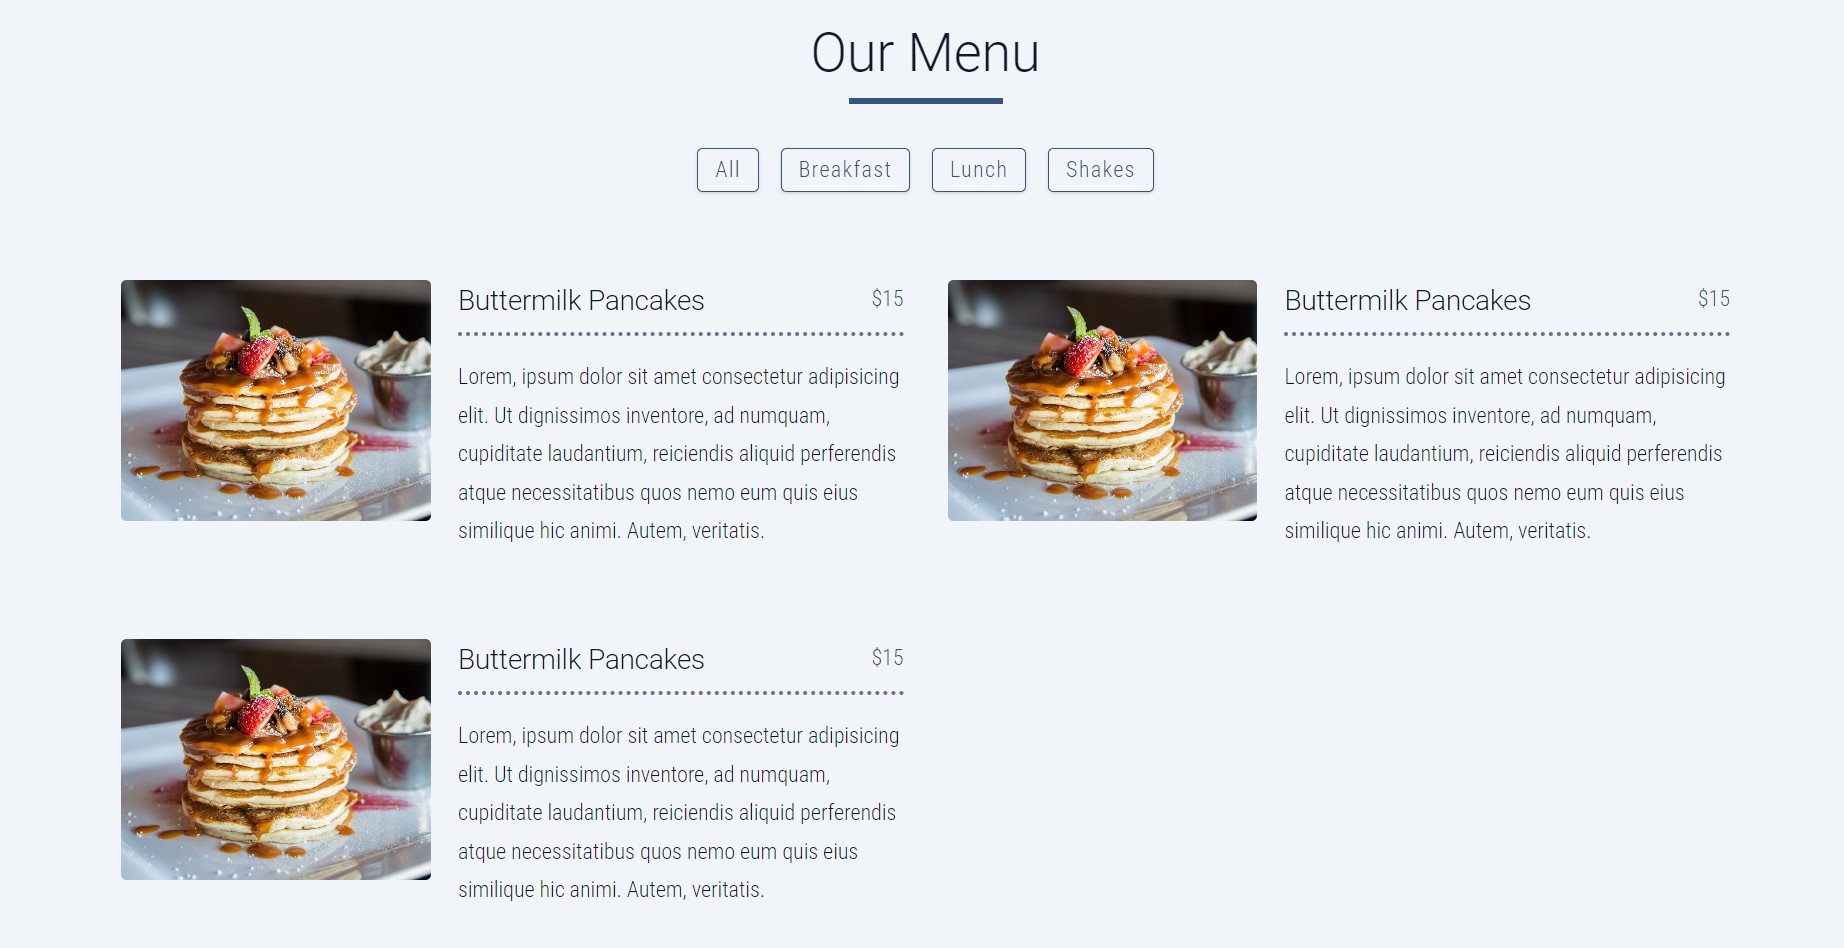 Our Menu
All Breakfast Lunch Shakes
Buttermilk Pancakes $15
Lorem, ipsum dolor sit amet consectetur adipisicing
elit. Ut dignissimos inventore, ad numquam,
cupiditate laudantium, reiciendis aliquid perferendis
atque necessitatibus quos nemo eum quis eius
similique hic animi. Autem, veritatis.
Buttermilk Pancakes $15
Lorem, ipsum dolor sit amet consectetur adipisicing
elit. Ut dignissimos inventore, ad numquam,
cupiditate laudantium, reiciendis aliquid perferendis
atque necessitatibus quos nemo eum quis eius
similique hic animi. Autem, veritatis.
Buttermilk Pancakes $15
Lorem, ipsum dolor sit amet consectetur adipisicing
elit. Ut dignissimos inventore, ad numquam,
cupiditate laudantium, reiciendis aliquid perferendis
atque necessitatibus quos nemo eum quis eius
similique hic animi. Autem, veritatis.